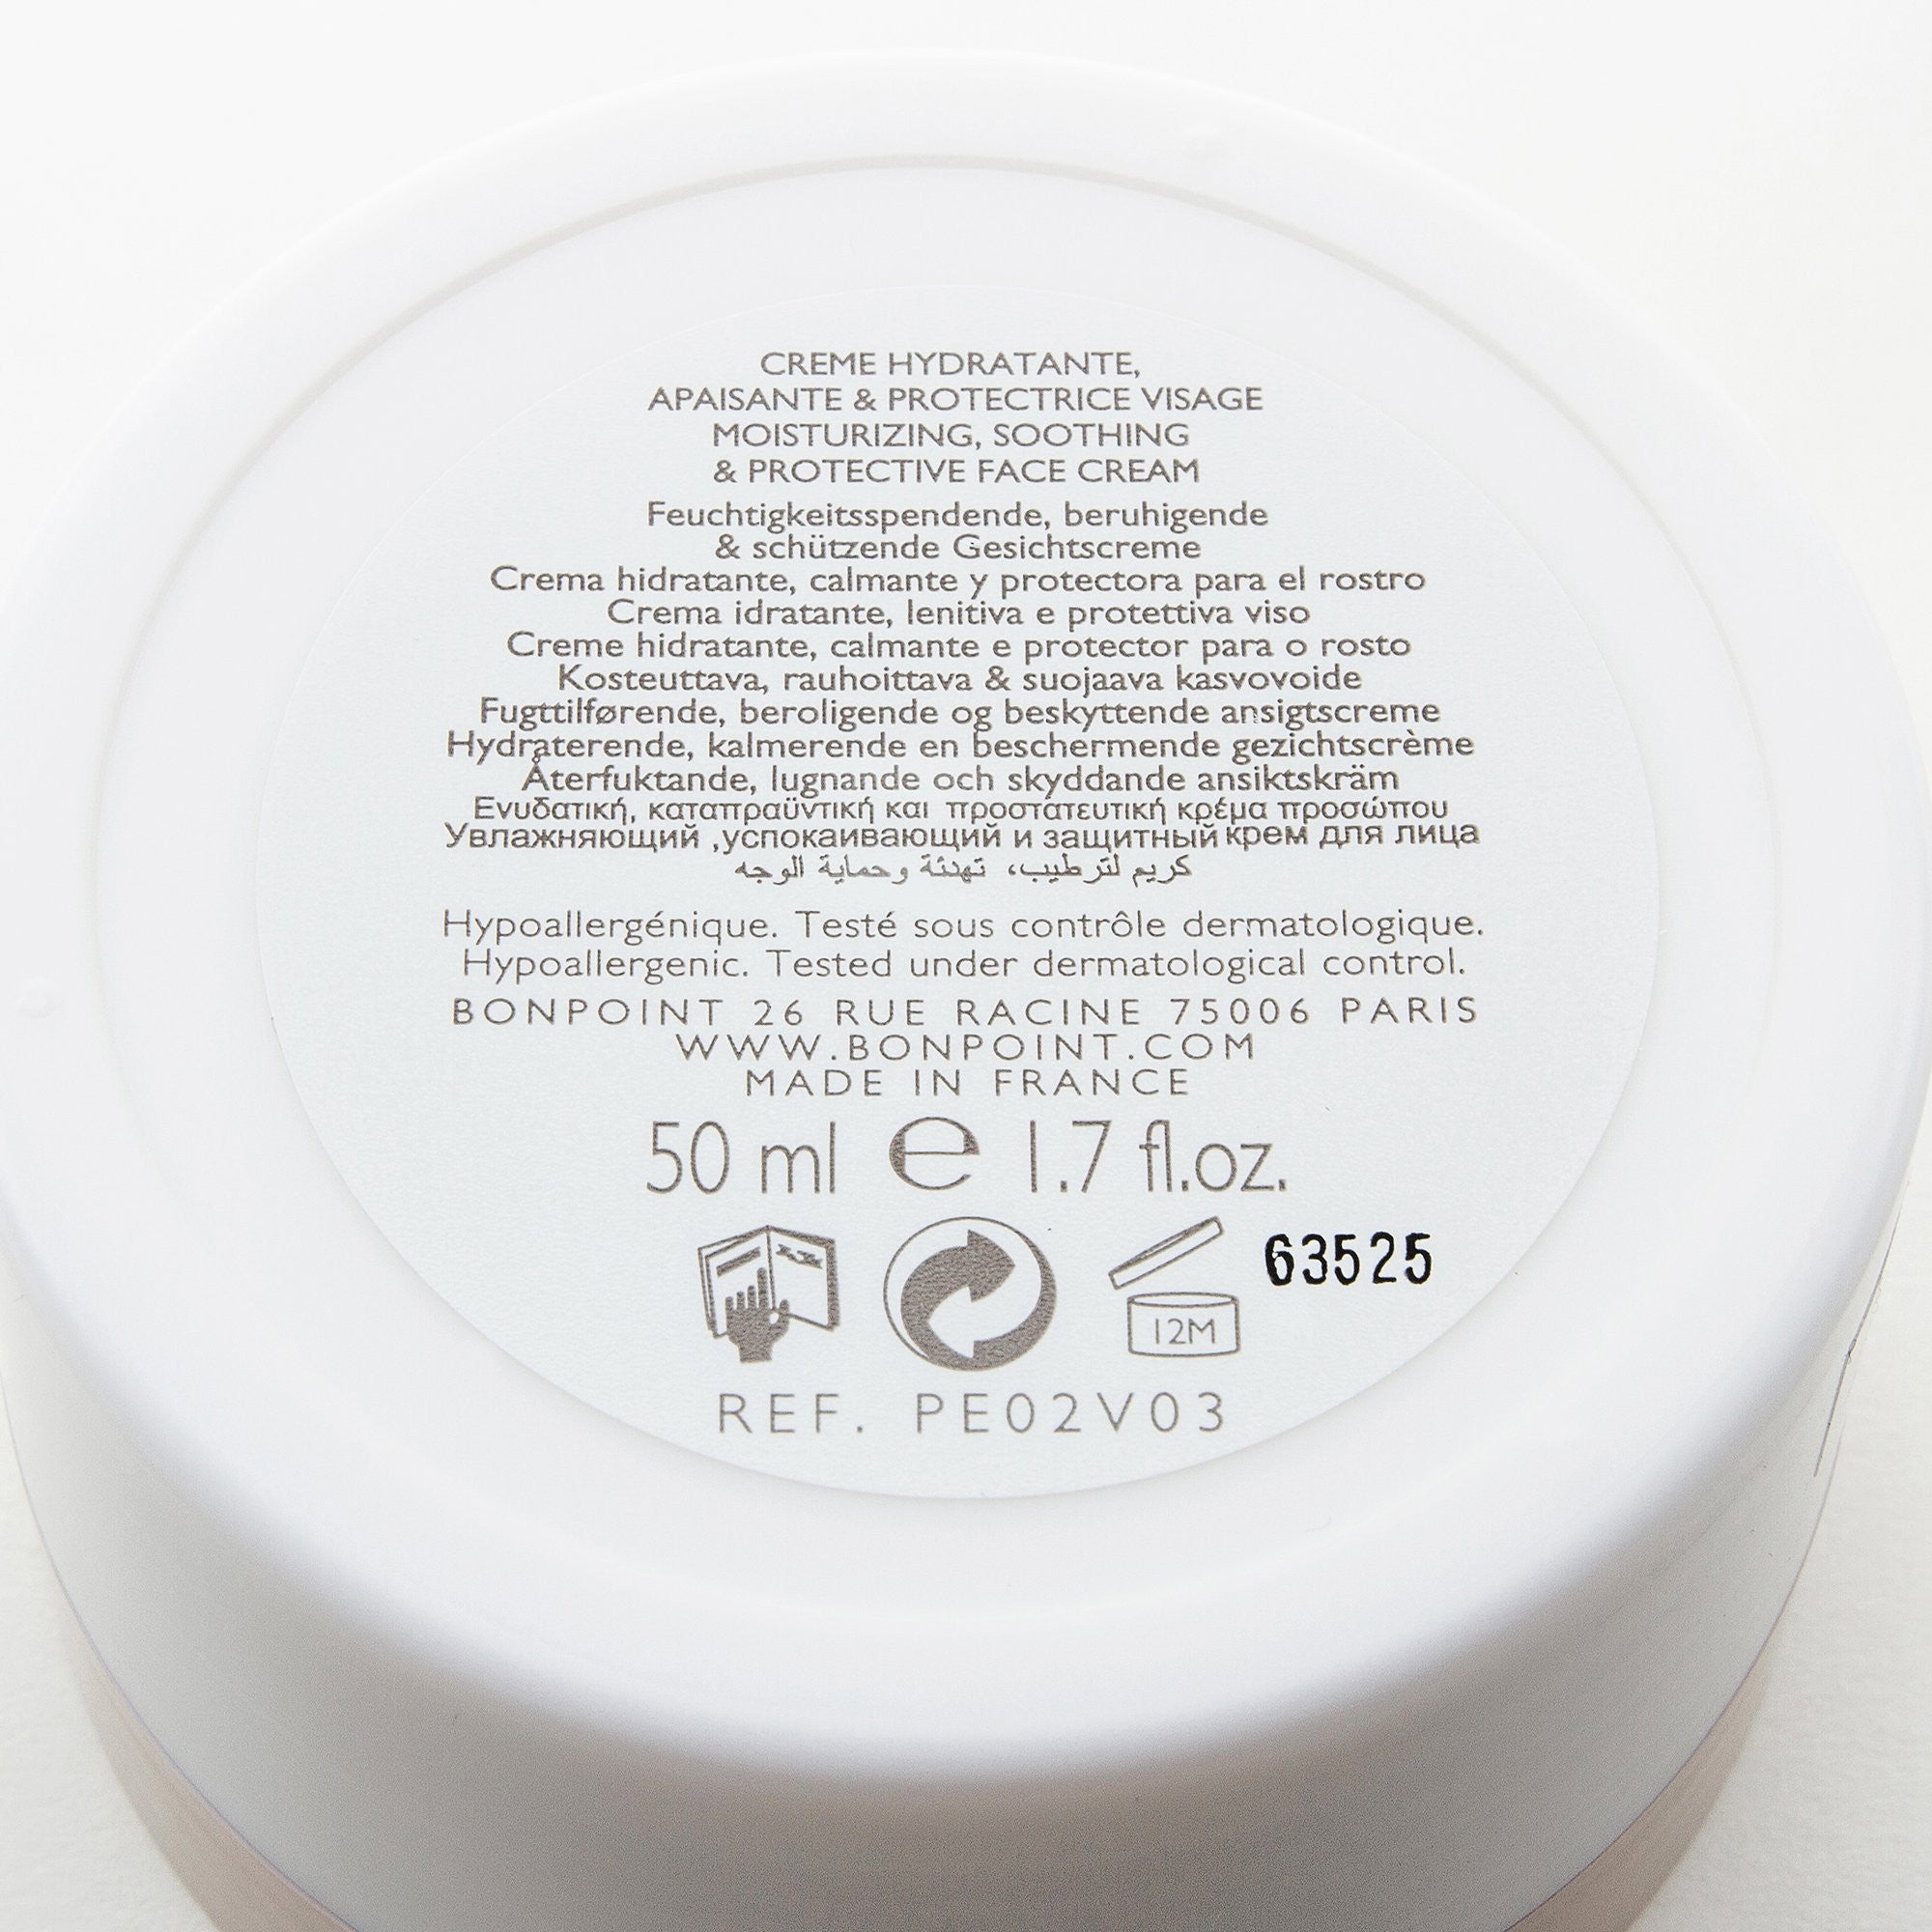 CREME HYDRATANTE,
APAISANTE & PROTECTRICE VISAGE
MOISTURIZING, SOOTHING
& PROTECTIVE FACE CREAM
Feuchtigkeitsspendende, beruhigende
& schützende Gesichtscreme
Crema hidratante, calmante y protectora para el rostro
Crema idratante, lenitiva e protettiva viso
Creme hidratante, calmante e protector para o rosto
Kosteuttava, rauhoittava & suojaava kasvovoide
Fugttilførende, beroligende og beskyttende ansigtscreme
Hydraterende, kalmerende en beschermende gezichtscrème
Återfuktande, lugnande och skyddande ansiktskräm
Ενυδατική, καταπραϋντική και προστατευτική κρέμα προσώπου
Увлажняющий ,успокаивающий и защитный крем для лица
كريم لترطيب، تهدئة وحماية الوجه
Hypoallergénique. Testé sous contrôle dermatologique.
Hypoallergenic. Tested under dermatological control.
BONPOINT 26 RUE RACINE 75006 PARIS
WWW.BONPOINT.COM
MADE IN FRANCE
50 ml e 1.7 fl.oz.
63525
12M
REF. PE02V03